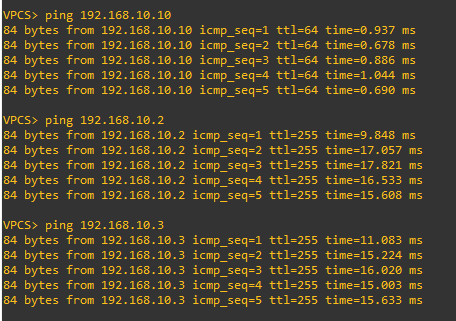 VPCS> ping 192.168.10.10
84 bytes from 192.168.10.10 icmp_seq=1 ttl=64 time=0.937 ms
84 bytes from 192.168.10.10 icmp_seq=2 ttl=64 time=0.678 ms
84 bytes from 192.168.10.10 icmp_seq=3 ttl=64 time=0.886 ms
84 bytes from 192.168.10.10 icmp_seq=4 ttl=64 time=1.044 ms
84 bytes from 192.168.10.10 icmp_seq=5 ttl=64 time=0.690 ms
VPCS> ping 192.168.10.2
84 bytes from 192.168.10.2 icmp_seq=1 ttl=255 time=9.848 ms
84 bytes from 192.168.10.2 icmp_seq=2 ttl=255 time=17.057 ms
84 bytes from 192.168.10.2 icmp_seq=3 ttl=255 time=17.821 ms
84 bytes from 192.168.10.2 icmp_seq=4 ttl=255 time=16.533 ms
84 bytes from 192.168.10.2 icmp_seq=5 ttl=255 time=15.608 ms
VPCS> ping 192.168.10.3
84 bytes from 192.168.10.3 icmp_seq=1 ttl=255 time=11.083 ms
84 bytes from 192.168.10.3 icmp_seq=2 ttl=255 time=15.224 ms
84 bytes from 192.168.10.3 icmp_seq=3 ttl=255 time=16.020 ms
84 bytes from 192.168.10.3 icmp_seq=4 ttl=255 time=15.003 ms
84 bytes from 192.168.10.3 icmp_seq=5 ttl=255 time=15.633 ms